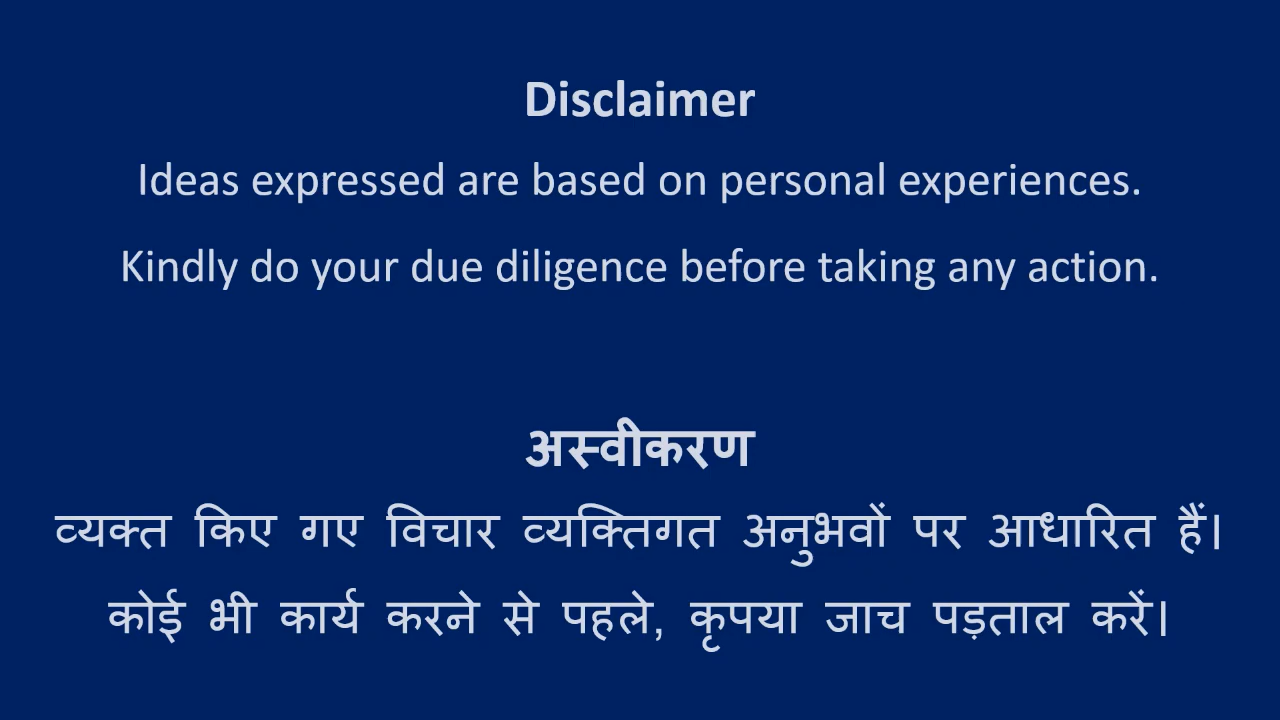 Disclaimer
Ideas expressed are based on personal experiences.
Kindly do your due diligence before taking any action.
अस्वीकरण
व्यक्त किए गए विचार व्यक्तिगत अनुभवों पर आधारित हैं।
कोई भी कार्य करने से पहले, कृपया जाच पड़ताल करें।